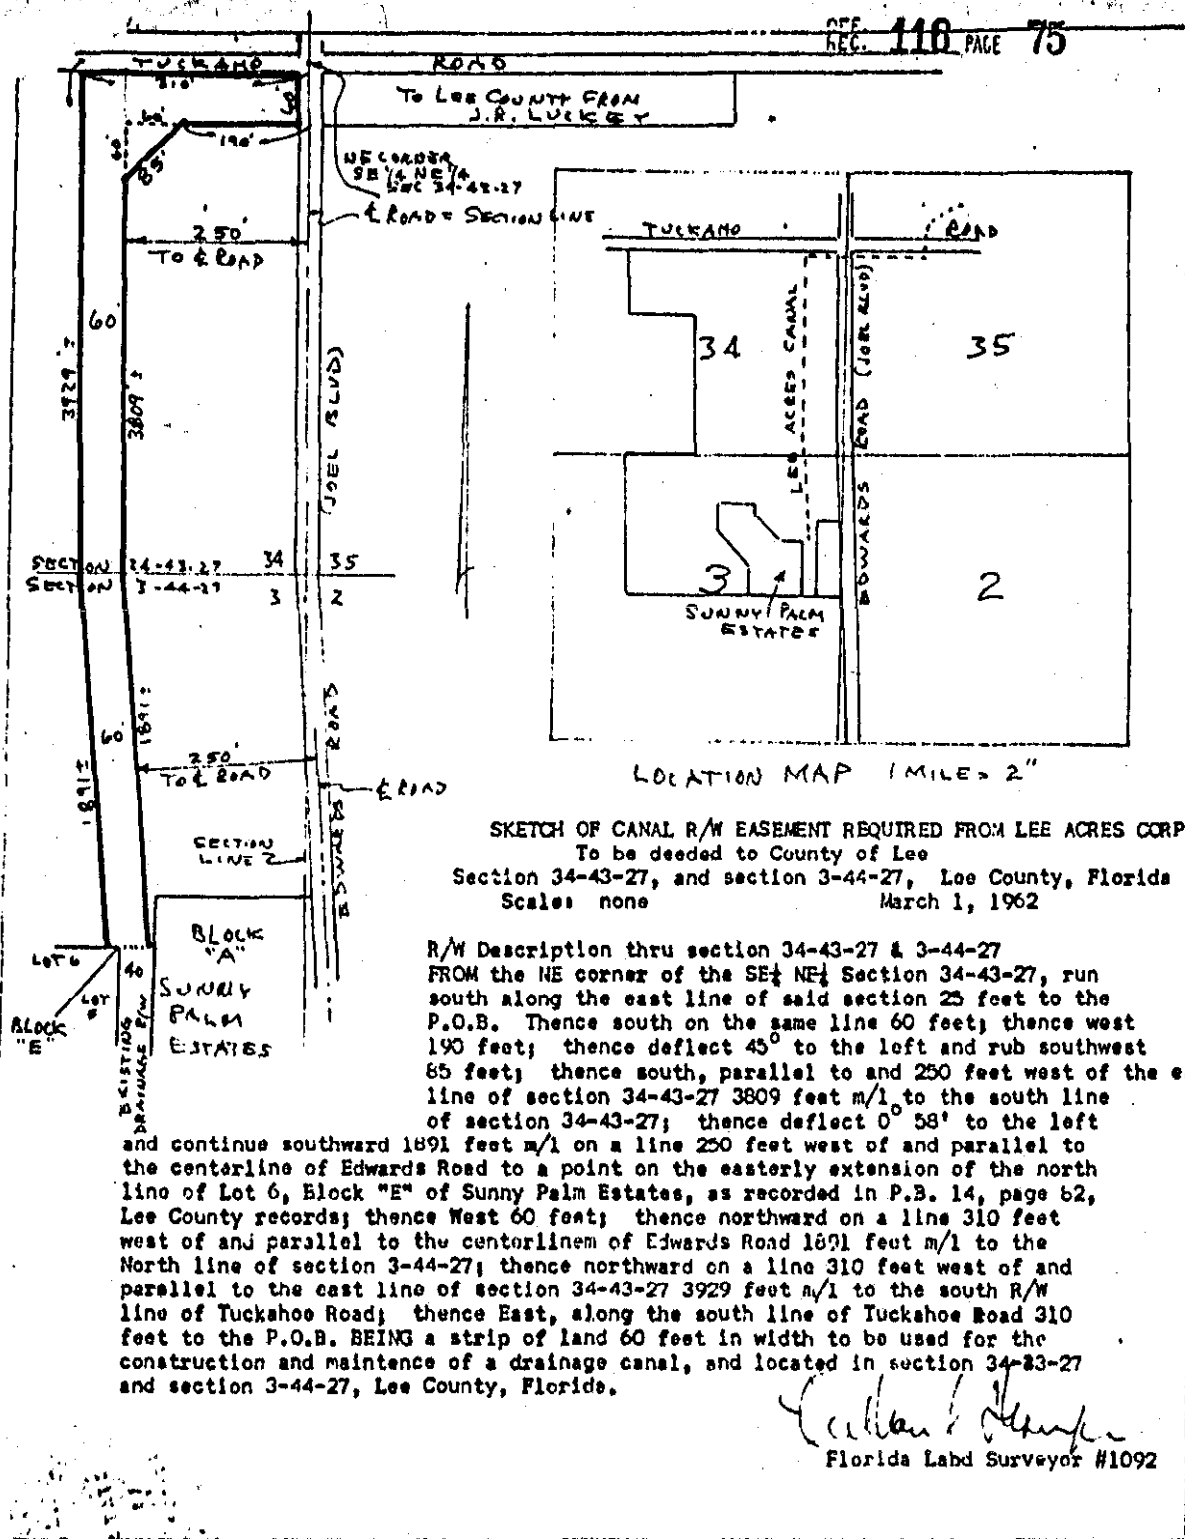 OFF. REC. 118 PAGE 75
TUCKAHO ROAD
310'
60'
TO LEE COUNTY FROM
J.R. LUCKEY
60'
190'
60'
85'
NE CORNER
SE 1/4 NE 1/4
SEC 34-43-27
℄ ROAD = SECTION LINE
250'
TO ℄ ROAD
60'
3929' ±
3809' ±
(JOEL BLVD)
SECTION 34-43-27 34 35
SECTION 3-44-27 3 2
60'
1891 ±
1891 ±
250'
TO ℄ ROAD
℄ ROAD
EDWARDS ROAD
SECTION
LINE
BLOCK
"A"
SUNNY
PALM
ESTATES
LOT 6
LOT
40
BLOCK
"E"
EXISTING
DRAINAGE R/W
TUCKAHO ROAD
34
35
LEE ACRES CANAL
EDWARDS ROAD (JOEL BLVD)
3
2
SUNNY PALM
ESTATES
LOCATION MAP 1 MILE = 2"
SKETCH OF CANAL R/W EASEMENT REQUIRED FROM LEE ACRES CORP
To be deeded to County of Lee
Section 34-43-27, and section 3-44-27, Lee County, Florida
Scale: none March 1, 1962
R/W Description thru section 34-43-27 & 3-44-27
FROM the NE corner of the SE¼ NE¼ Section 34-43-27, run
south along the east line of said section 25 feet to the
P.O.B. Thence south on the same line 60 feet; thence west
190 feet; thence deflect 45° to the left and rub southwest
85 feet; thence south, parallel to and 250 feet west of the e
line of section 34-43-27 3809 feet m/l to the south line
of section 34-43-27; thence deflect 0° 58' to the left
and continue southward 1891 feet m/l on a line 250 feet west of and parallel to
the centerline of Edwards Road to a point on the easterly extension of the north
line of Lot 6, Block "E" of Sunny Palm Estates, as recorded in P.B. 14, page 82,
Lee County records; thence West 60 feet; thence northward on a line 310 feet
west of and parallel to the centerlinem of Edwards Road 1891 feet m/l to the
North line of section 3-44-27; thence northward on a line 310 feet west of and
parallel to the east line of section 34-43-27 3929 feet m/l to the south R/W
line of Tuckahoe Road; thence East, along the south line of Tuckahoe Road 310
feet to the P.O.B. BEING a strip of land 60 feet in width to be used for the
construction and maintence of a drainage canal, and located in section 34-83-27
and section 3-44-27, Lee County, Florida.
Florida Labd Surveyor #1092